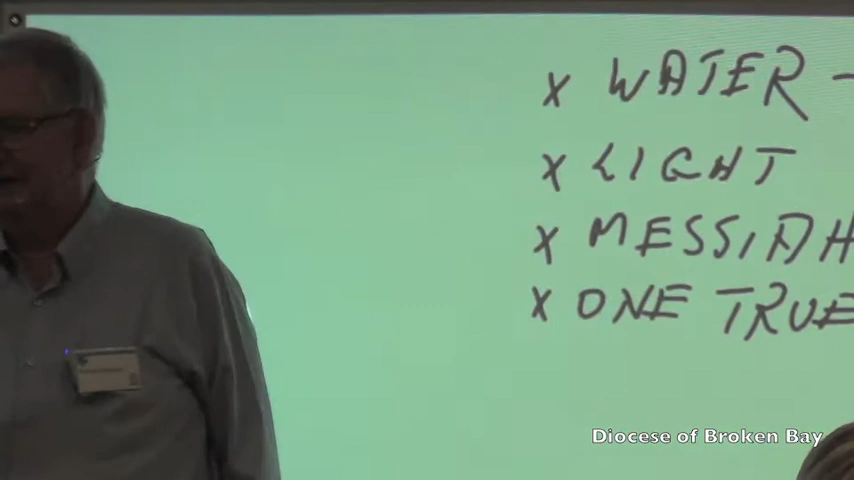 x WATER -
x LIGHT
x MESSIAH
x ONE TRUE
Diocese of Broken Bay